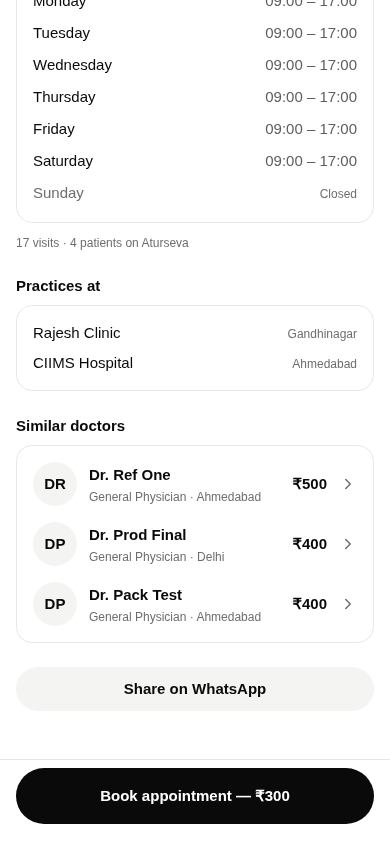 Monday 09:00 – 17:00
Tuesday 09:00 – 17:00
Wednesday 09:00 – 17:00
Thursday 09:00 – 17:00
Friday 09:00 – 17:00
Saturday 09:00 – 17:00
Sunday Closed
17 visits · 4 patients on Aturseva
Practices at
Rajesh Clinic Gandhinagar
CIIMS Hospital Ahmedabad
Similar doctors
DR Dr. Ref One ₹500
General Physician · Ahmedabad
DP Dr. Prod Final ₹400
General Physician · Delhi
DP Dr. Pack Test ₹400
General Physician · Ahmedabad
Share on WhatsApp
Book appointment — ₹300